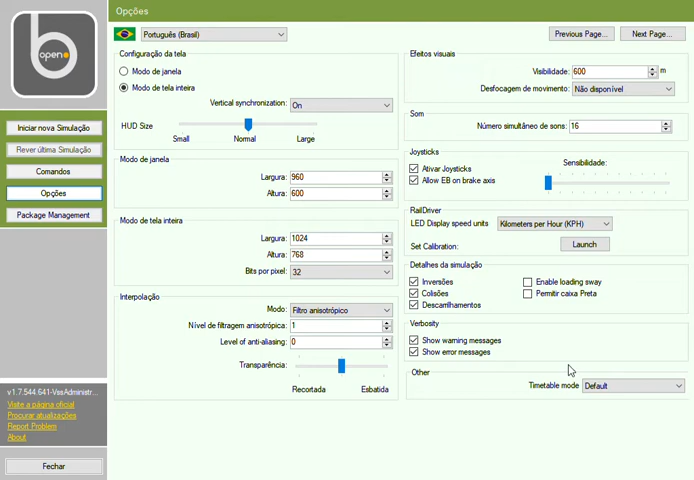 Opções
open
Português (Brasil)
Previous Page...
Next Page...
Configuração da tela
Modo de janela
Modo de tela inteira
Vertical synchronization:
On
HUD Size
Small
Normal
Large
Modo de janela
Largura:
960
Altura:
600
Modo de tela inteira
Largura:
1024
Altura:
768
Bits por pixel:
32
Interpolação
Modo:
Filtro anisotrópico
Nível de filtragem anisotrópica:
1
Level of anti-aliasing:
0
Transparência:
Recortada
Esbatida
Efeitos visuais
Visibilidade:
600
m
Desfocagem de movimento:
Não disponível
Som
Número simultâneo de sons:
16
Joysticks
Ativar Joysticks
Allow EB on brake axis
Sensibilidade:
RailDriver
LED Display speed units
Kilometers per Hour (KPH)
Set Calibration:
Launch
Detalhes da simulação
Inversões
Colisões
Descarrilhamentos
Enable loading sway
Permitir caixa Preta
Verbosity
Show warning messages
Show error messages
Other
Timetable mode
Default
Iniciar nova Simulação
Rever última Simulação
Comandos
Opções
Package Management
v1.7.544.641-VssAdministr...
Visite a página oficial
Procurar atualizações
Report Problem
About
Fechar